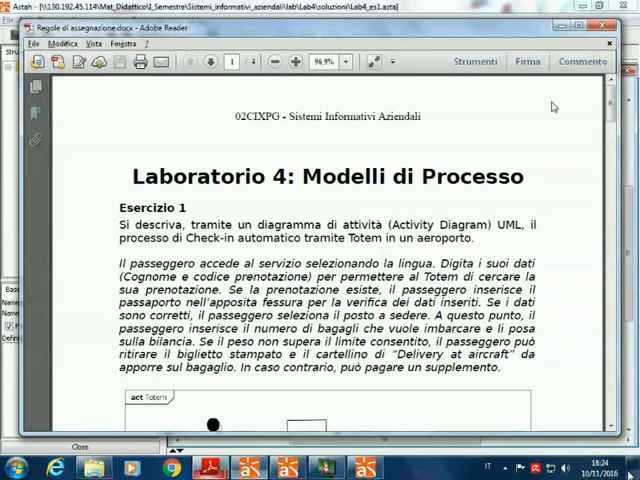 Astah - [\\130.192.45.114\Mat_Didattico\I_Semestre\Sistemi_informativi_aziendali\lab\Lab4\soluzioni\Lab4_es1.asta]
Regole di assegnazione.docx - Adobe Reader
File Modifica Vista Finestra ?
1 / 4 96,9% Strumenti Firma Commento
02CIXPG - Sistemi Informativi Aziendali
Laboratorio 4: Modelli di Processo
Esercizio 1
Si descriva, tramite un diagramma di attività (Activity Diagram) UML, il
processo di Check-in automatico tramite Totem in un aeroporto.
Il passeggero accede al servizio selezionando la lingua. Digita i suoi dati
(Cognome e codice prenotazione) per permettere al Totem di cercare la
sua prenotazione. Se la prenotazione esiste, il passeggero inserisce il
passaporto nell'apposita fessura per la verifica dei dati inseriti. Se i dati
sono corretti, il passeggero seleziona il posto a sedere. A questo punto, il
passeggero inserisce il numero di bagagli che vuole imbarcare e li posa
sulla bilancia. Se il peso non supera il limite consentito, il passeggero può
ritirare il biglietto stampato e il cartellino di “Delivery at aircraft” da
apporre sul bagaglio. In caso contrario, può pagare un supplemento.
act Totem
Close
IT
18:24
10/11/2016